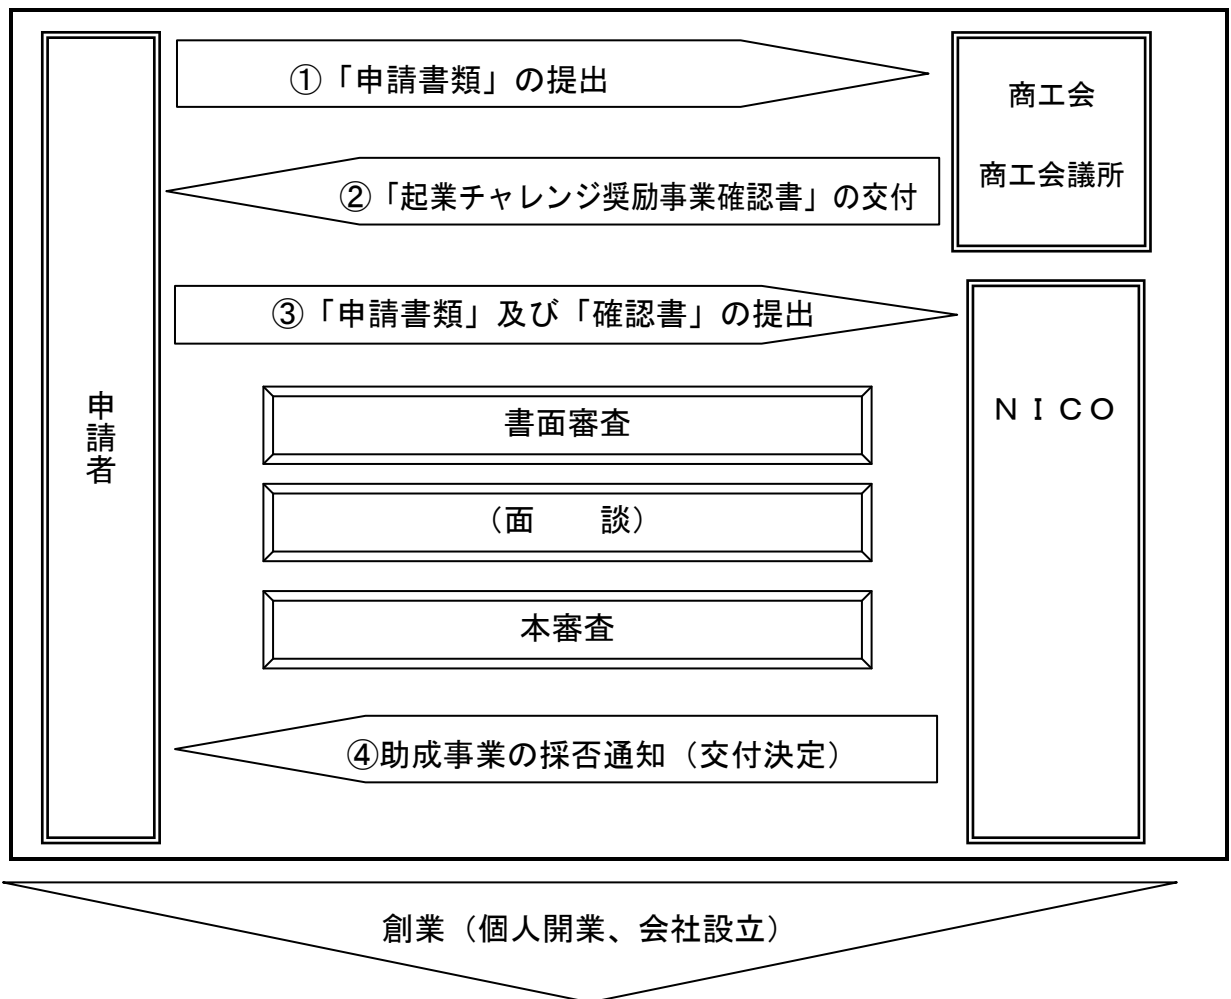 ①「申請書類」の提出
商工会
商工会議所
②「起業チャレンジ奨励事業確認書」の交付
③「申請書類」及び「確認書」の提出
申請者
ＮＩＣＯ
書面審査
（面　　談）
本審査
④助成事業の採否通知（交付決定）
創業（個人開業、会社設立）